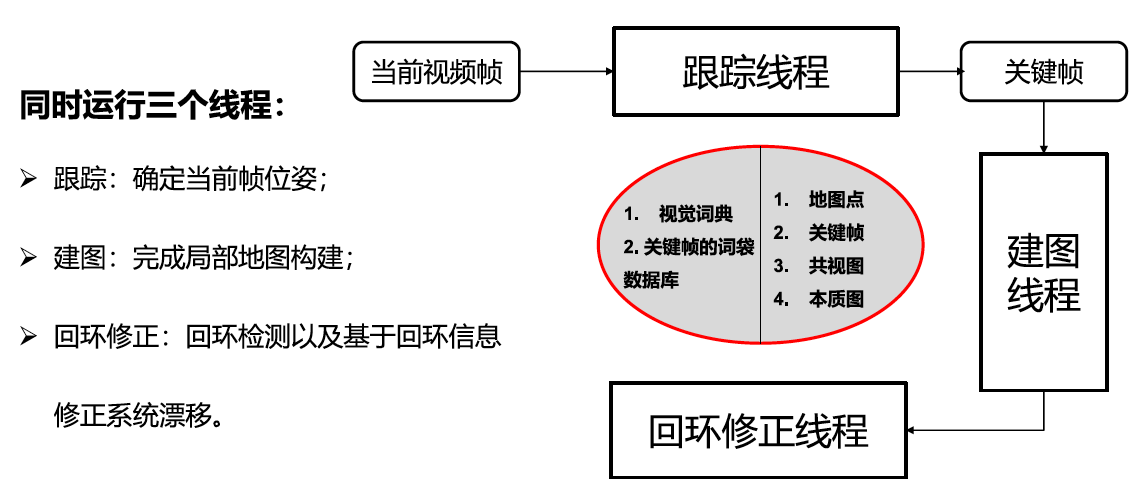 当前视频帧
跟踪线程
关键帧
同时运行三个线程：
➢ 跟踪：确定当前帧位姿；
➢ 建图：完成局部地图构建；
➢ 回环修正：回环检测以及基于回环信息
修正系统漂移。
1. 视觉词典
2. 关键帧的词袋
数据库
1. 地图点
2. 关键帧
3. 共视图
4. 本质图
建图
线程
回环修正线程